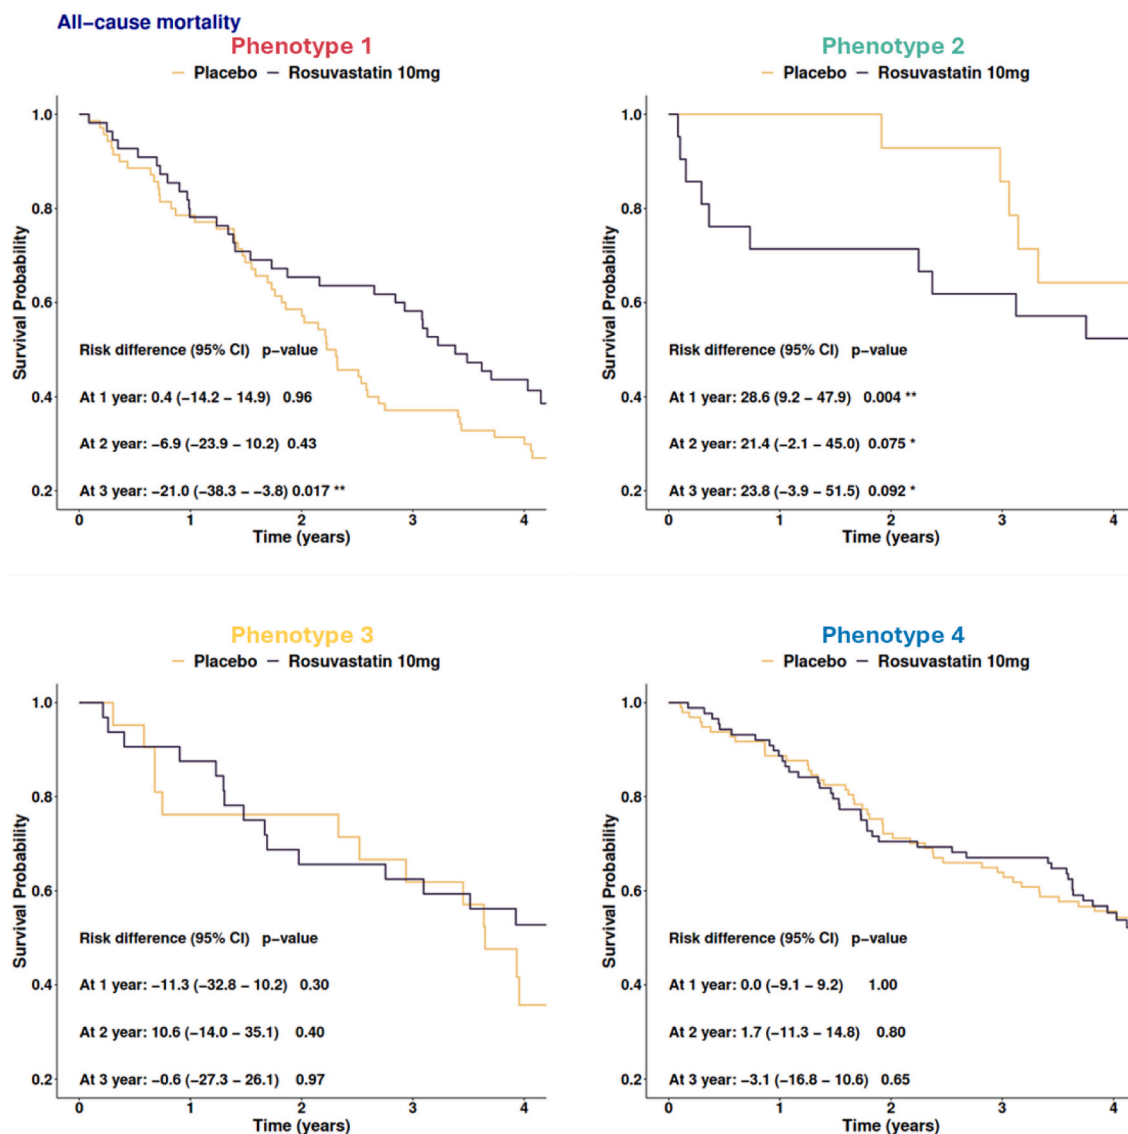 All−cause mortality
Phenotype 1
Placebo Rosuvastatin 10mg
Survival Probability
1.0
0.8
0.6
0.4
0.2
Risk difference (95% CI) p−value
At 1 year: 0.4 (−14.2 − 14.9) 0.96
At 2 year: −6.9 (−23.9 − 10.2) 0.43
At 3 year: −21.0 (−38.3 − −3.8) 0.017 **
0 1 2 3 4
Time (years)
Phenotype 2
Placebo Rosuvastatin 10mg
Survival Probability
1.0
0.8
0.6
0.4
0.2
Risk difference (95% CI) p−value
At 1 year: 28.6 (9.2 − 47.9) 0.004 **
At 2 year: 21.4 (−2.1 − 45.0) 0.075 *
At 3 year: 23.8 (−3.9 − 51.5) 0.092 *
0 1 2 3 4
Time (years)
Phenotype 3
Placebo Rosuvastatin 10mg
Survival Probability
1.0
0.8
0.6
0.4
0.2
Risk difference (95% CI) p−value
At 1 year: −11.3 (−32.8 − 10.2) 0.30
At 2 year: 10.6 (−14.0 − 35.1) 0.40
At 3 year: −0.6 (−27.3 − 26.1) 0.97
0 1 2 3 4
Time (years)
Phenotype 4
Placebo Rosuvastatin 10mg
Survival Probability
1.0
0.8
0.6
0.4
0.2
Risk difference (95% CI) p−value
At 1 year: 0.0 (−9.1 − 9.2) 1.00
At 2 year: 1.7 (−11.3 − 14.8) 0.80
At 3 year: −3.1 (−16.8 − 10.6) 0.65
0 1 2 3 4
Time (years)